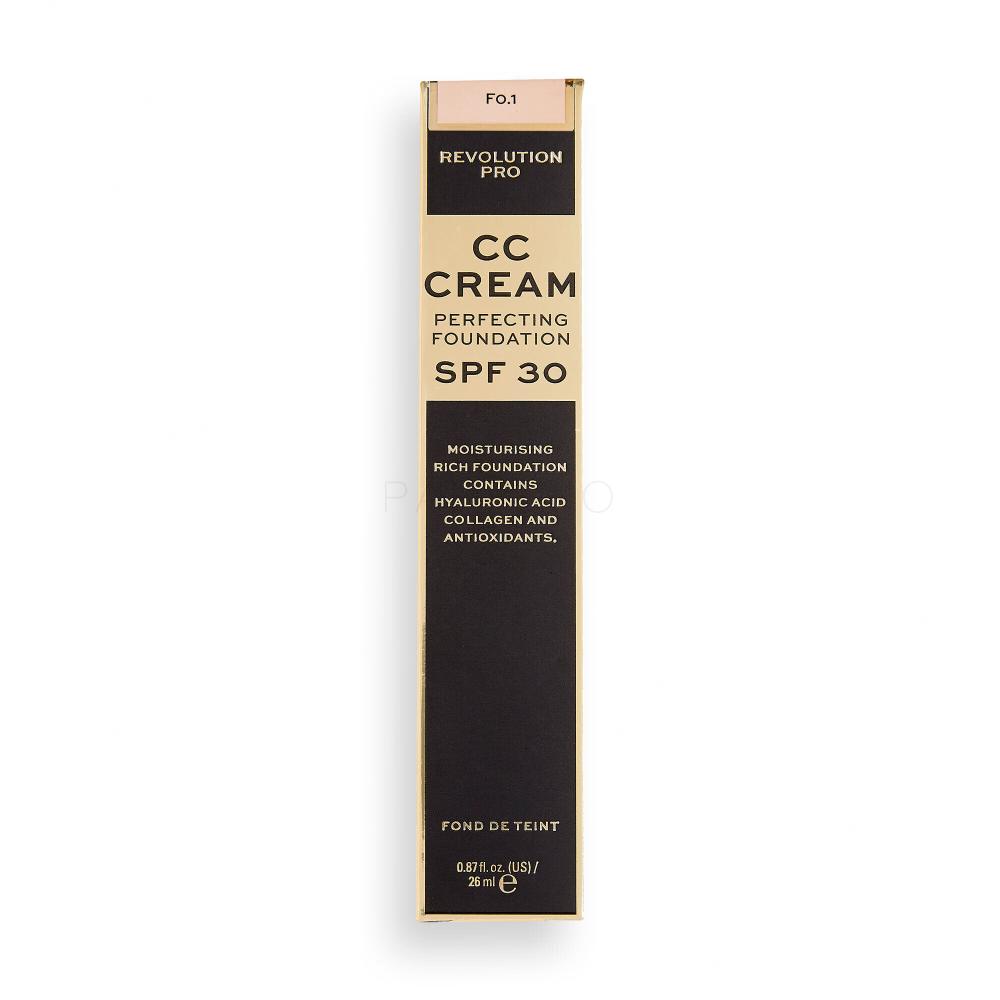 F0.1
REVOLUTION
PRO
CC
CREAM
PERFECTING
FOUNDATION
SPF 30
MOISTURISING
RICH FOUNDATION
CONTAINS
HYALURONIC ACID
COLLAGEN AND
ANTIOXIDANTS.
FOND DE TEINT
0.87 fl. oz. (US) /
26 ml ℮